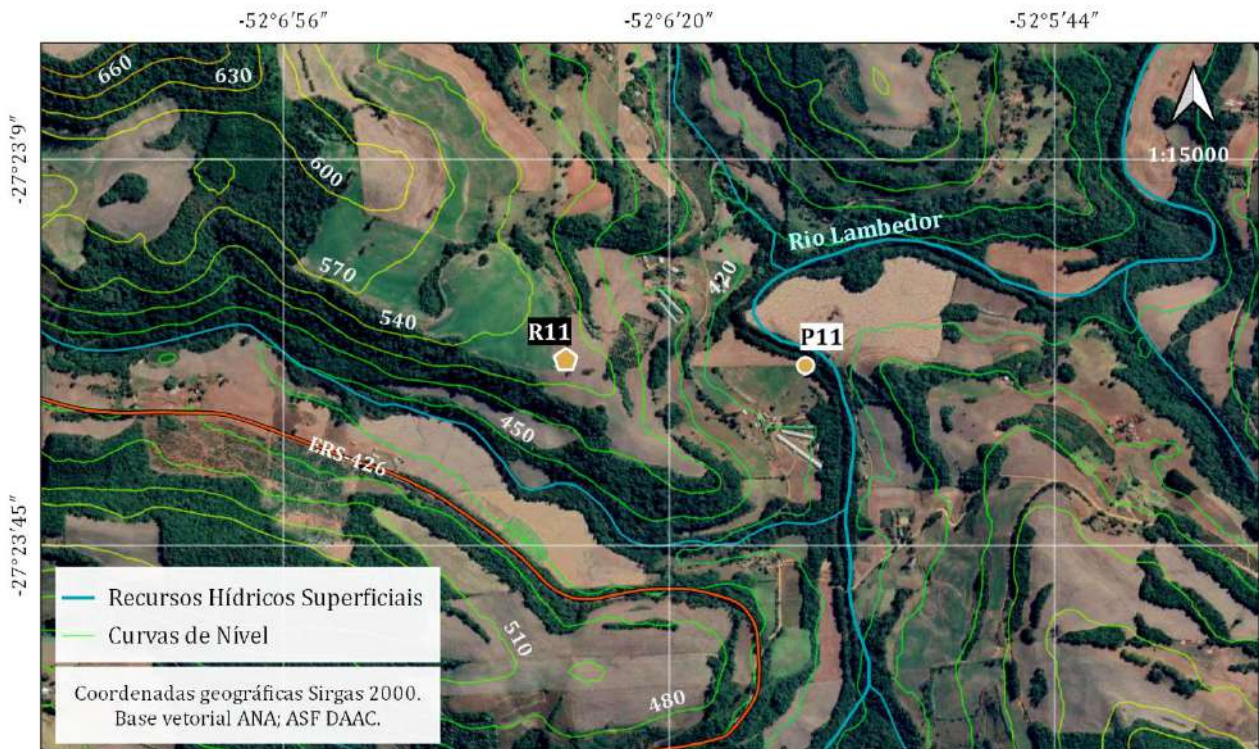 -52°6′56″
-52°6′20″
-52°5′44″
660
630
-27°23′9″
1:15000
600
Rio Lambedor
570
420
540
R11
P11
450
ERS-426
-27°23′45″
Recursos Hídricos Superficiais
Curvas de Nível
510
480
Coordenadas geográficas Sirgas 2000.
Base vetorial ANA; ASF DAAC.